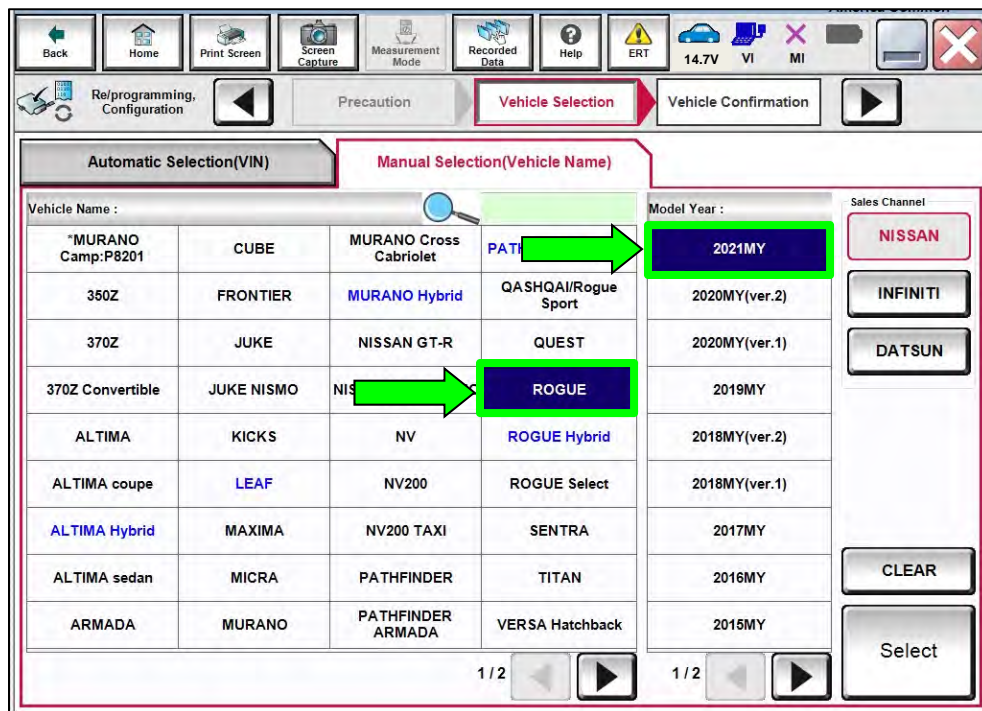 Back
Home
Print Screen
Screen
Capture
Measurement
Mode
Recorded
Data
Help
ERT
14.7V
VI
MI
Re/programming,
Configuration
Precaution
Vehicle Selection
Vehicle Confirmation
Automatic Selection(VIN)
Manual Selection(Vehicle Name)
Vehicle Name :
Model Year :
Sales Channel
*MURANO
Camp:P8201
CUBE
MURANO Cross
Cabriolet
2021MY
NISSAN
350Z
FRONTIER
MURANO Hybrid
QASHQAI/Rogue
Sport
2020MY(ver.2)
INFINITI
370Z
JUKE
NISSAN GT-R
QUEST
2020MY(ver.1)
DATSUN
370Z Convertible
JUKE NISMO
ROGUE
2019MY
ALTIMA
KICKS
NV
ROGUE Hybrid
2018MY(ver.2)
ALTIMA coupe
LEAF
NV200
ROGUE Select
2018MY(ver.1)
ALTIMA Hybrid
MAXIMA
NV200 TAXI
SENTRA
2017MY
ALTIMA sedan
MICRA
PATHFINDER
TITAN
2016MY
CLEAR
ARMADA
MURANO
PATHFINDER
ARMADA
VERSA Hatchback
2015MY
Select
1/2
1/2